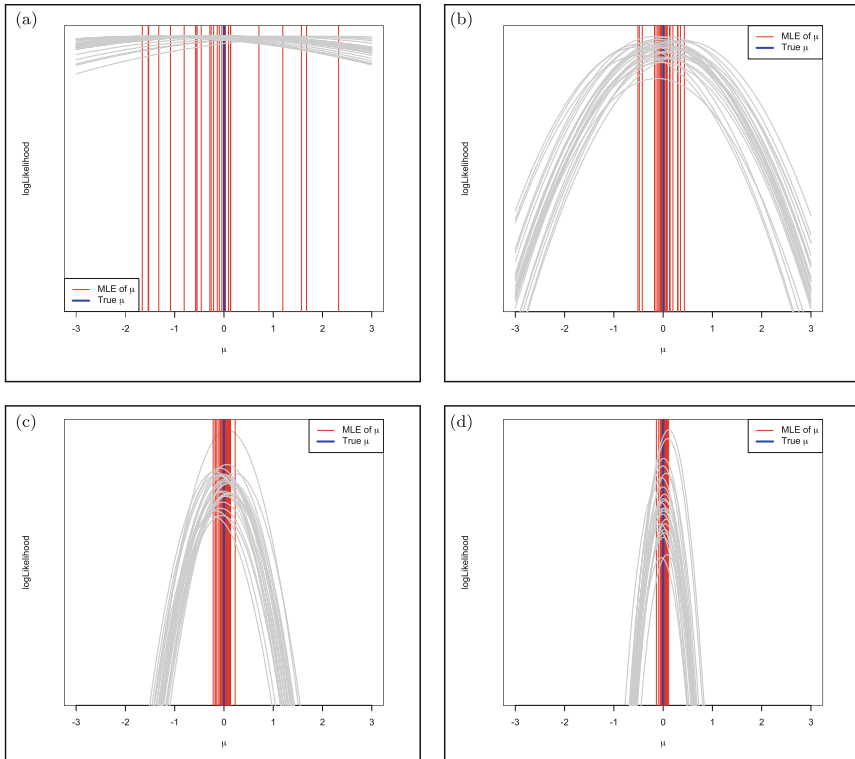 (a)
logLikelihood
MLE of μ
True μ
-3 -2 -1 0 1 2 3
μ
(b)
logLikelihood
MLE of μ
True μ
-3 -2 -1 0 1 2 3
μ
(c)
logLikelihood
MLE of μ
True μ
-3 -2 -1 0 1 2 3
μ
(d)
logLikelihood
MLE of μ
True μ
-3 -2 -1 0 1 2 3
μ